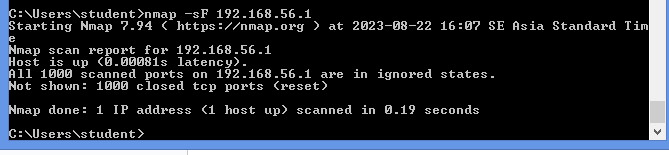 C:\Users\student>nmap -sF 192.168.56.1
Starting Nmap 7.94 ( https://nmap.org ) at 2023-08-22 16:07 SE Asia Standard Tim
e
Nmap scan report for 192.168.56.1
Host is up (0.00081s latency).
All 1000 scanned ports on 192.168.56.1 are in ignored states.
Not shown: 1000 closed tcp ports (reset)
Nmap done: 1 IP address (1 host up) scanned in 0.19 seconds
C:\Users\student>